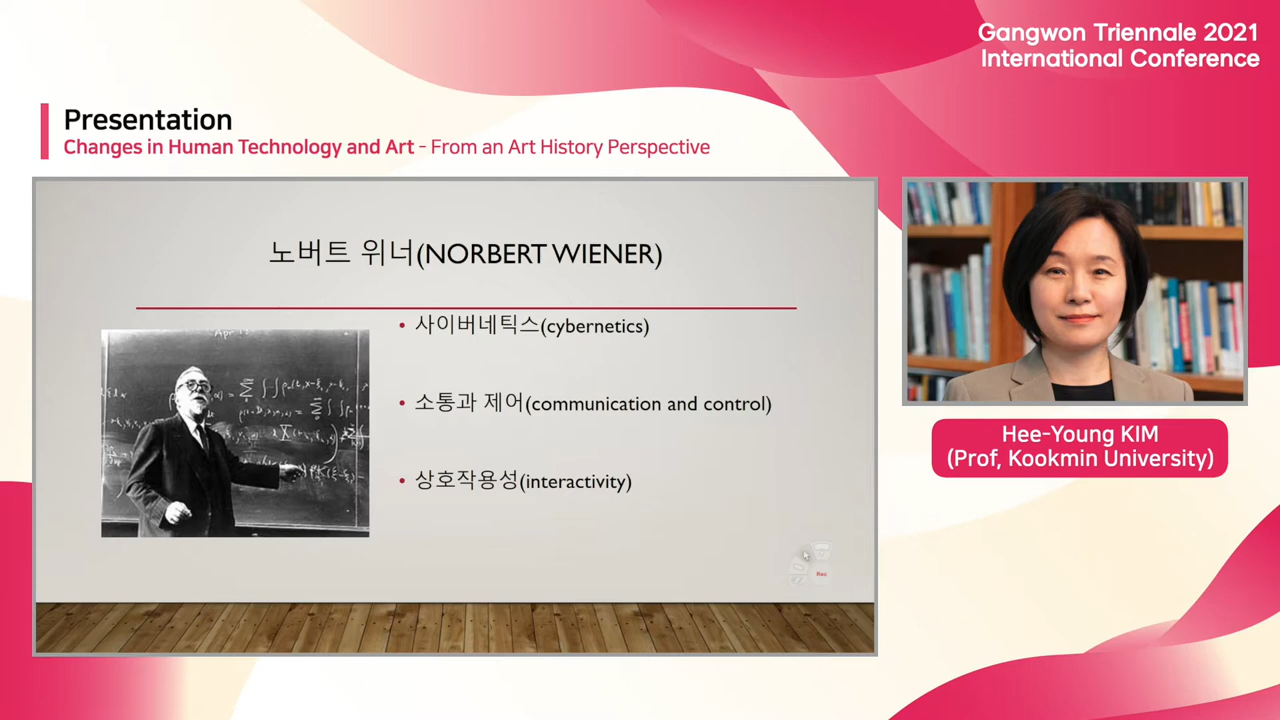 Gangwon Triennale 2021
International Conference
Presentation
Changes in Human Technology and Art - From an Art History Perspective
노버트 위너(NORBERT WIENER)
• 사이버네틱스(cybernetics)
• 소통과 제어(communication and control)
• 상호작용성(interactivity)
Rec
Hee-Young KIM
(Prof, Kookmin University)